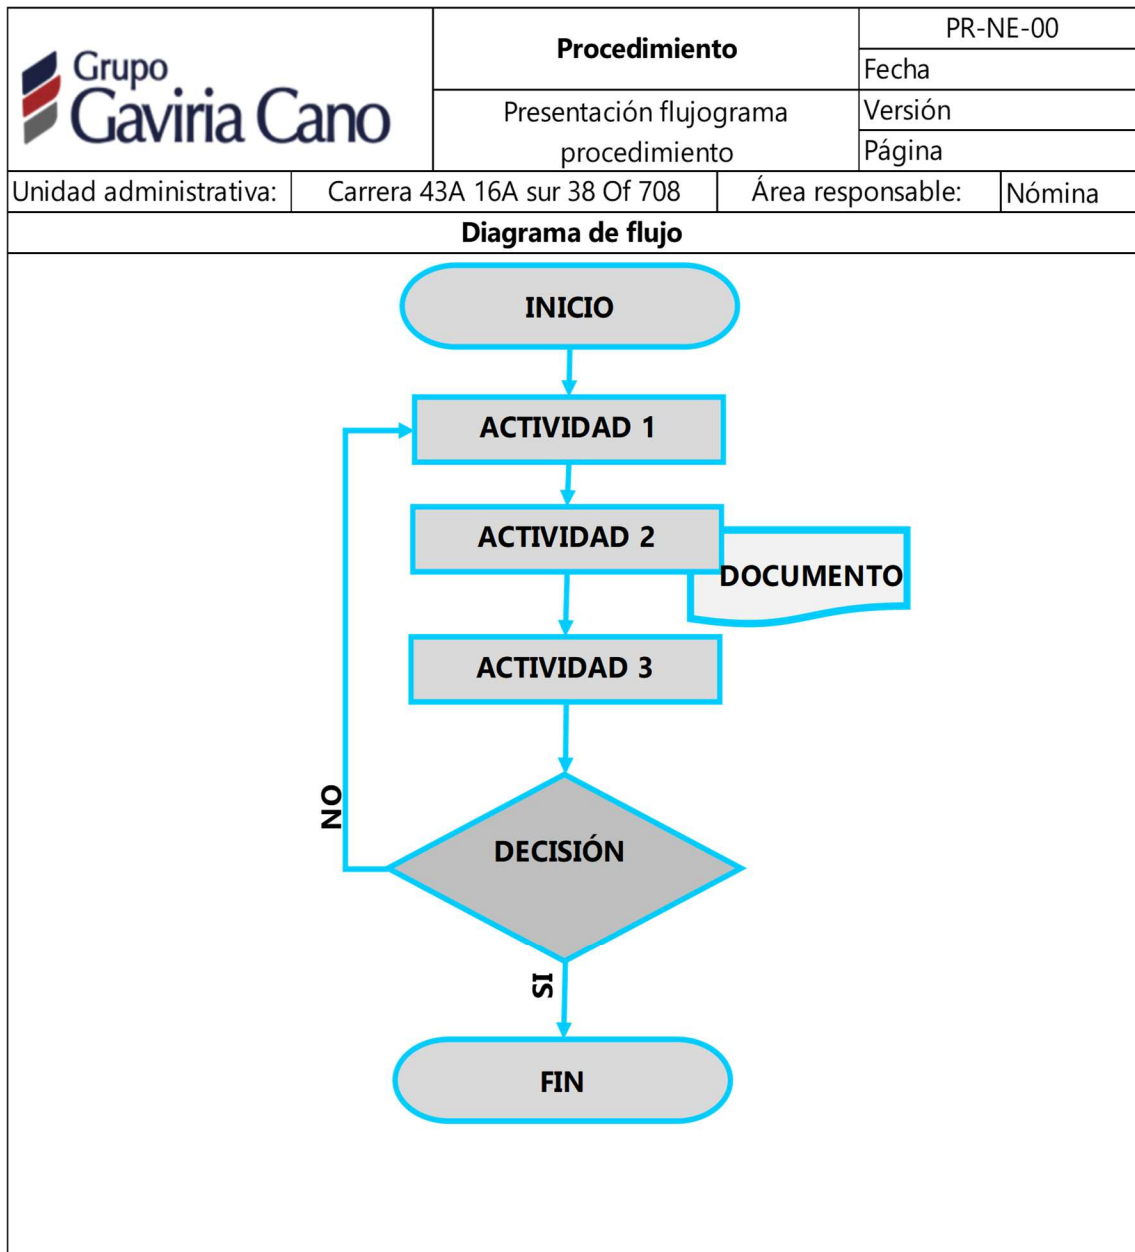 Grupo
Gaviria Cano
Procedimiento
Presentación flujograma
procedimiento
PR-NE-00
Fecha
Versión
Página
Unidad administrativa: Carrera 43A 16A sur 38 Of 708 Área responsable: Nómina
Diagrama de flujo
INICIO
ACTIVIDAD 1
ACTIVIDAD 2
DOCUMENTO
ACTIVIDAD 3
NO
DECISIÓN
SI
FIN